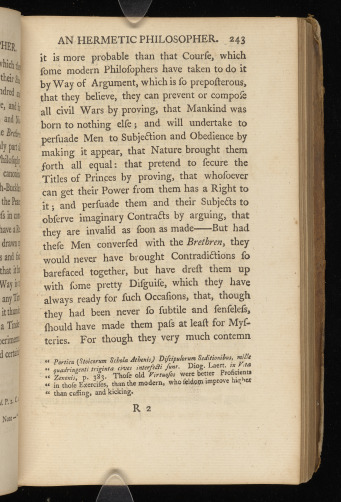 PHER.
AN HERMETIC PHILOSOPHER. 243
it is more probable than that Courſe, which
ſome modern Philoſophers have taken to do it
by Way of Argument, which is ſo prepoſterous,
that they believe, they can prevent or compoſe
all civil Wars by proving, that Mankind was
born to nothing elſe; and will undertake to
perſuade Men to Subjection and Obedience by
making it appear, that Nature brought them
forth all equal: that pretend to ſecure the
Titles of Princes by proving, that whoſoever
can get their Power from them has a Right to
it; and perſuade them and their Subjects to
obſerve imaginary Contracts by arguing, that
they are invalid as ſoon as made——But had
theſe Men converſed with the Brethren, they
would never have brought Contradictions ſo
barefaced together, but have dreſt them up
with ſome pretty Diſguiſe, which they have
always ready for ſuch Occaſions, that, though
they had been never ſo ſubtile and ſenſeleſs,
ſhould have made them paſs at leaſt for Myſ-
teries. For though they very much contemn
“ Porticu (Stoicorum Schola Athenis) Diſcipulorum Seditionibus, mille
“ quadringenti triginta cives interfecti ſunt. Diog. Laert. in Vita
“ Zenonis, p. 383. Thoſe old Virtuoſos were better Proficients
“ in thoſe Exerciſes, than the modern, who ſeldom improve higher
“ than cuffing, and kicking.
R 2